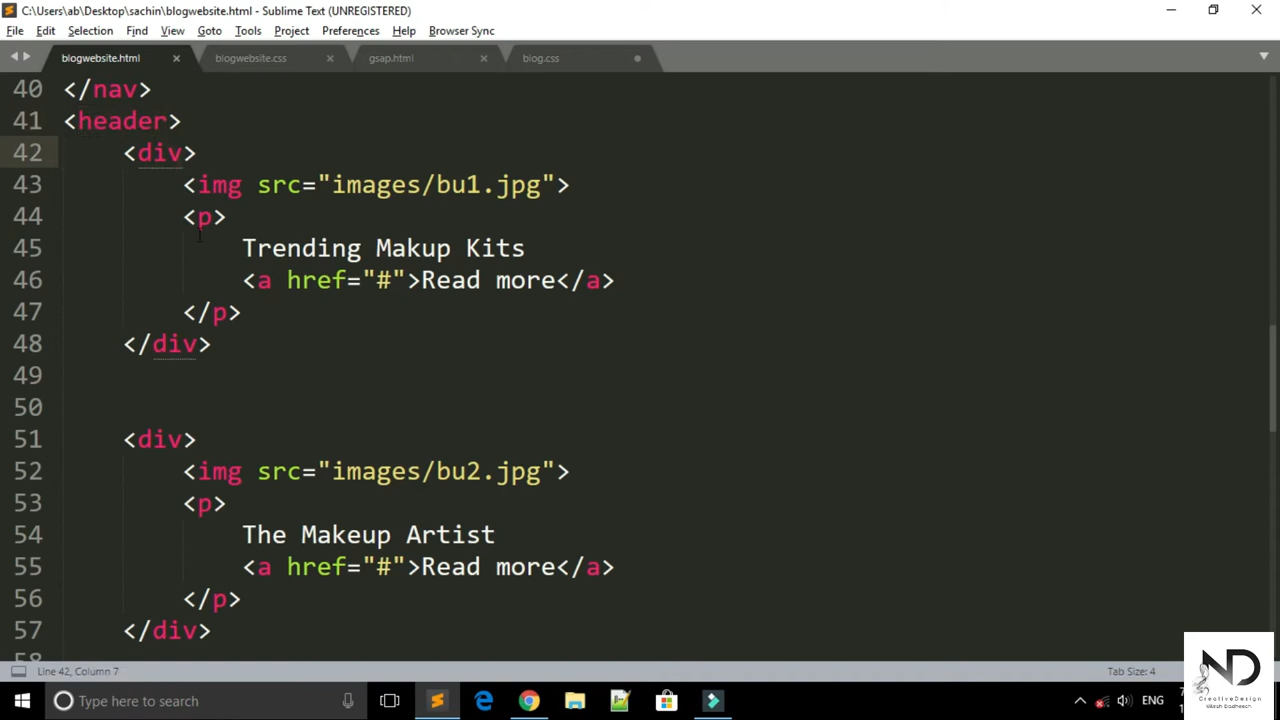 C:\Users\ab\Desktop\sachin\blogwebsite.html - Sublime Text (UNREGISTERED)
File Edit Selection Find View Goto Tools Project Preferences Help Browser Sync
blogwebsite.html blogwebsite.css gsap.html blog.css
40 </nav>
41 <header>
42 <div>
43 <img src="images/bu1.jpg">
44 <p>
45 Trending Makup Kits
46 <a href="#">Read more</a>
47 </p>
48 </div>
49
50
51 <div>
52 <img src="images/bu2.jpg">
53 <p>
54 The Makeup Artist
55 <a href="#">Read more</a>
56 </p>
57 </div>
58
Line 42, Column 7 Tab Size: 4
ND
CreativeDesign
Type here to search ENG